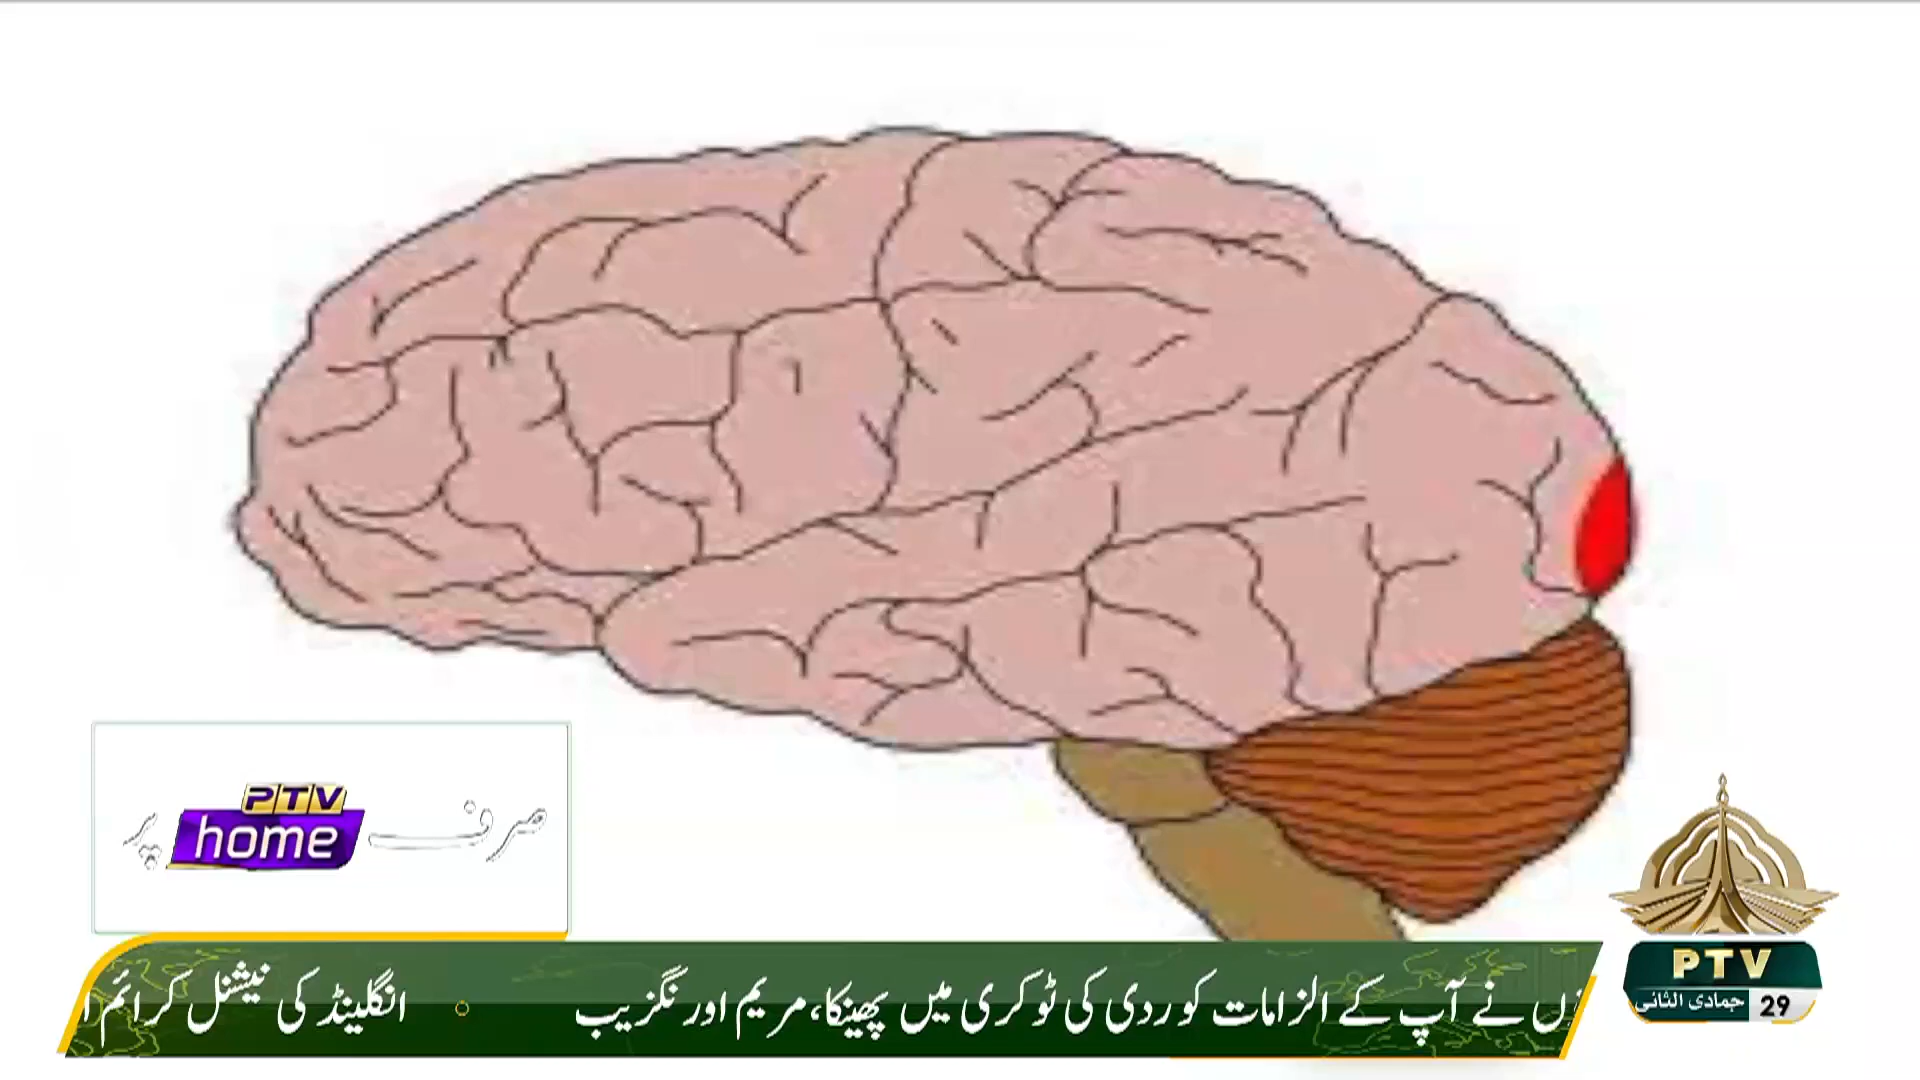 صرف PTV home پر
نے آپ کے الزامات کو ردی کی ٹوکری میں پھینکا، مریم اورنگزیب
انگلینڈ کی نیشنل کرائم
PTV
29 جمادی الثانی